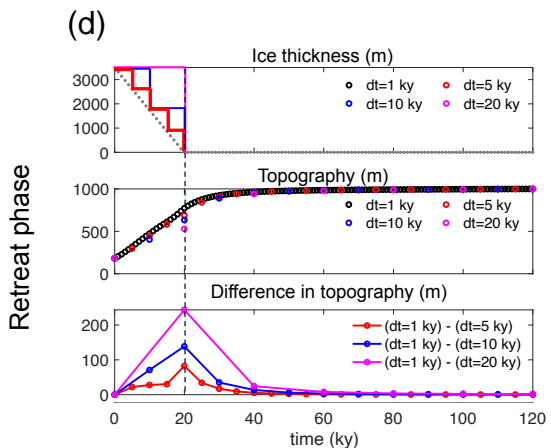 (d)
Ice thickness (m)
3000
2000
1000
0
dt=1 ky
dt=5 ky
dt=10 ky
dt=20 ky
Retreat phase
Topography (m)
1000
500
0
dt=1 ky
dt=5 ky
dt=10 ky
dt=20 ky
Difference in topography (m)
200
100
0
(dt=1 ky) - (dt=5 ky)
(dt=1 ky) - (dt=10 ky)
(dt=1 ky) - (dt=20 ky)
0 20 40 60 80 100 120
time (ky)